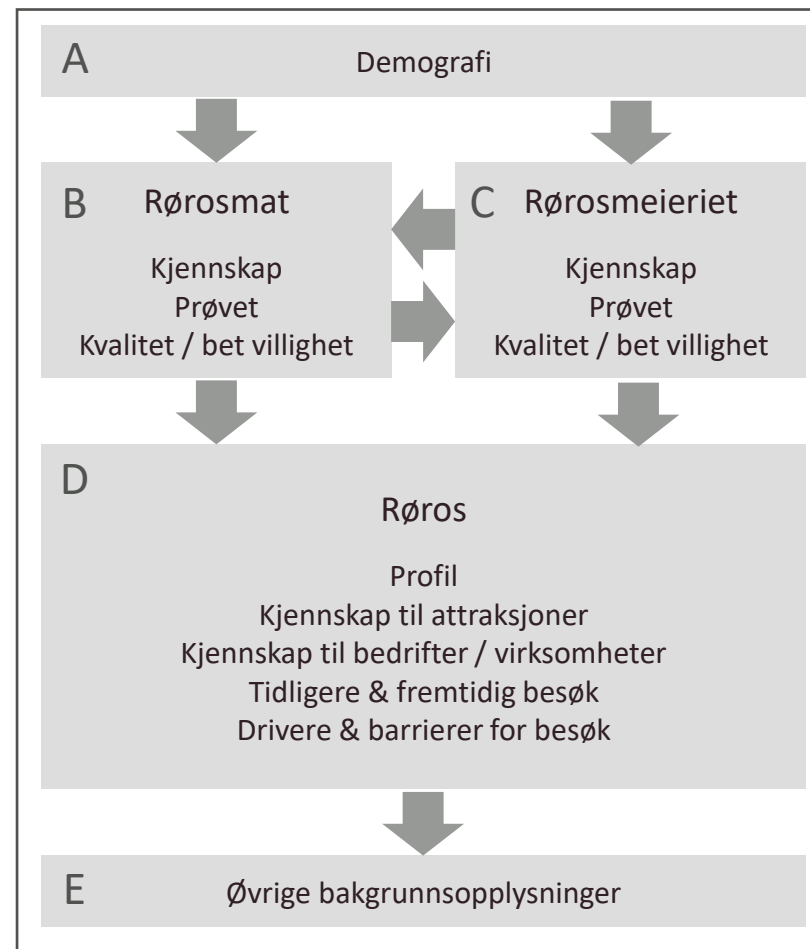 A
Demografi
B
Rørosmat
Kjennskap
Prøvet
Kvalitet / bet villighet
C
Rørosmeieriet
Kjennskap
Prøvet
Kvalitet / bet villighet
D
Røros
Profil
Kjennskap til attraksjoner
Kjennskap til bedrifter / virksomheter
Tidligere & fremtidig besøk
Drivere & barrierer for besøk
E
Øvrige bakgrunnsopplysninger